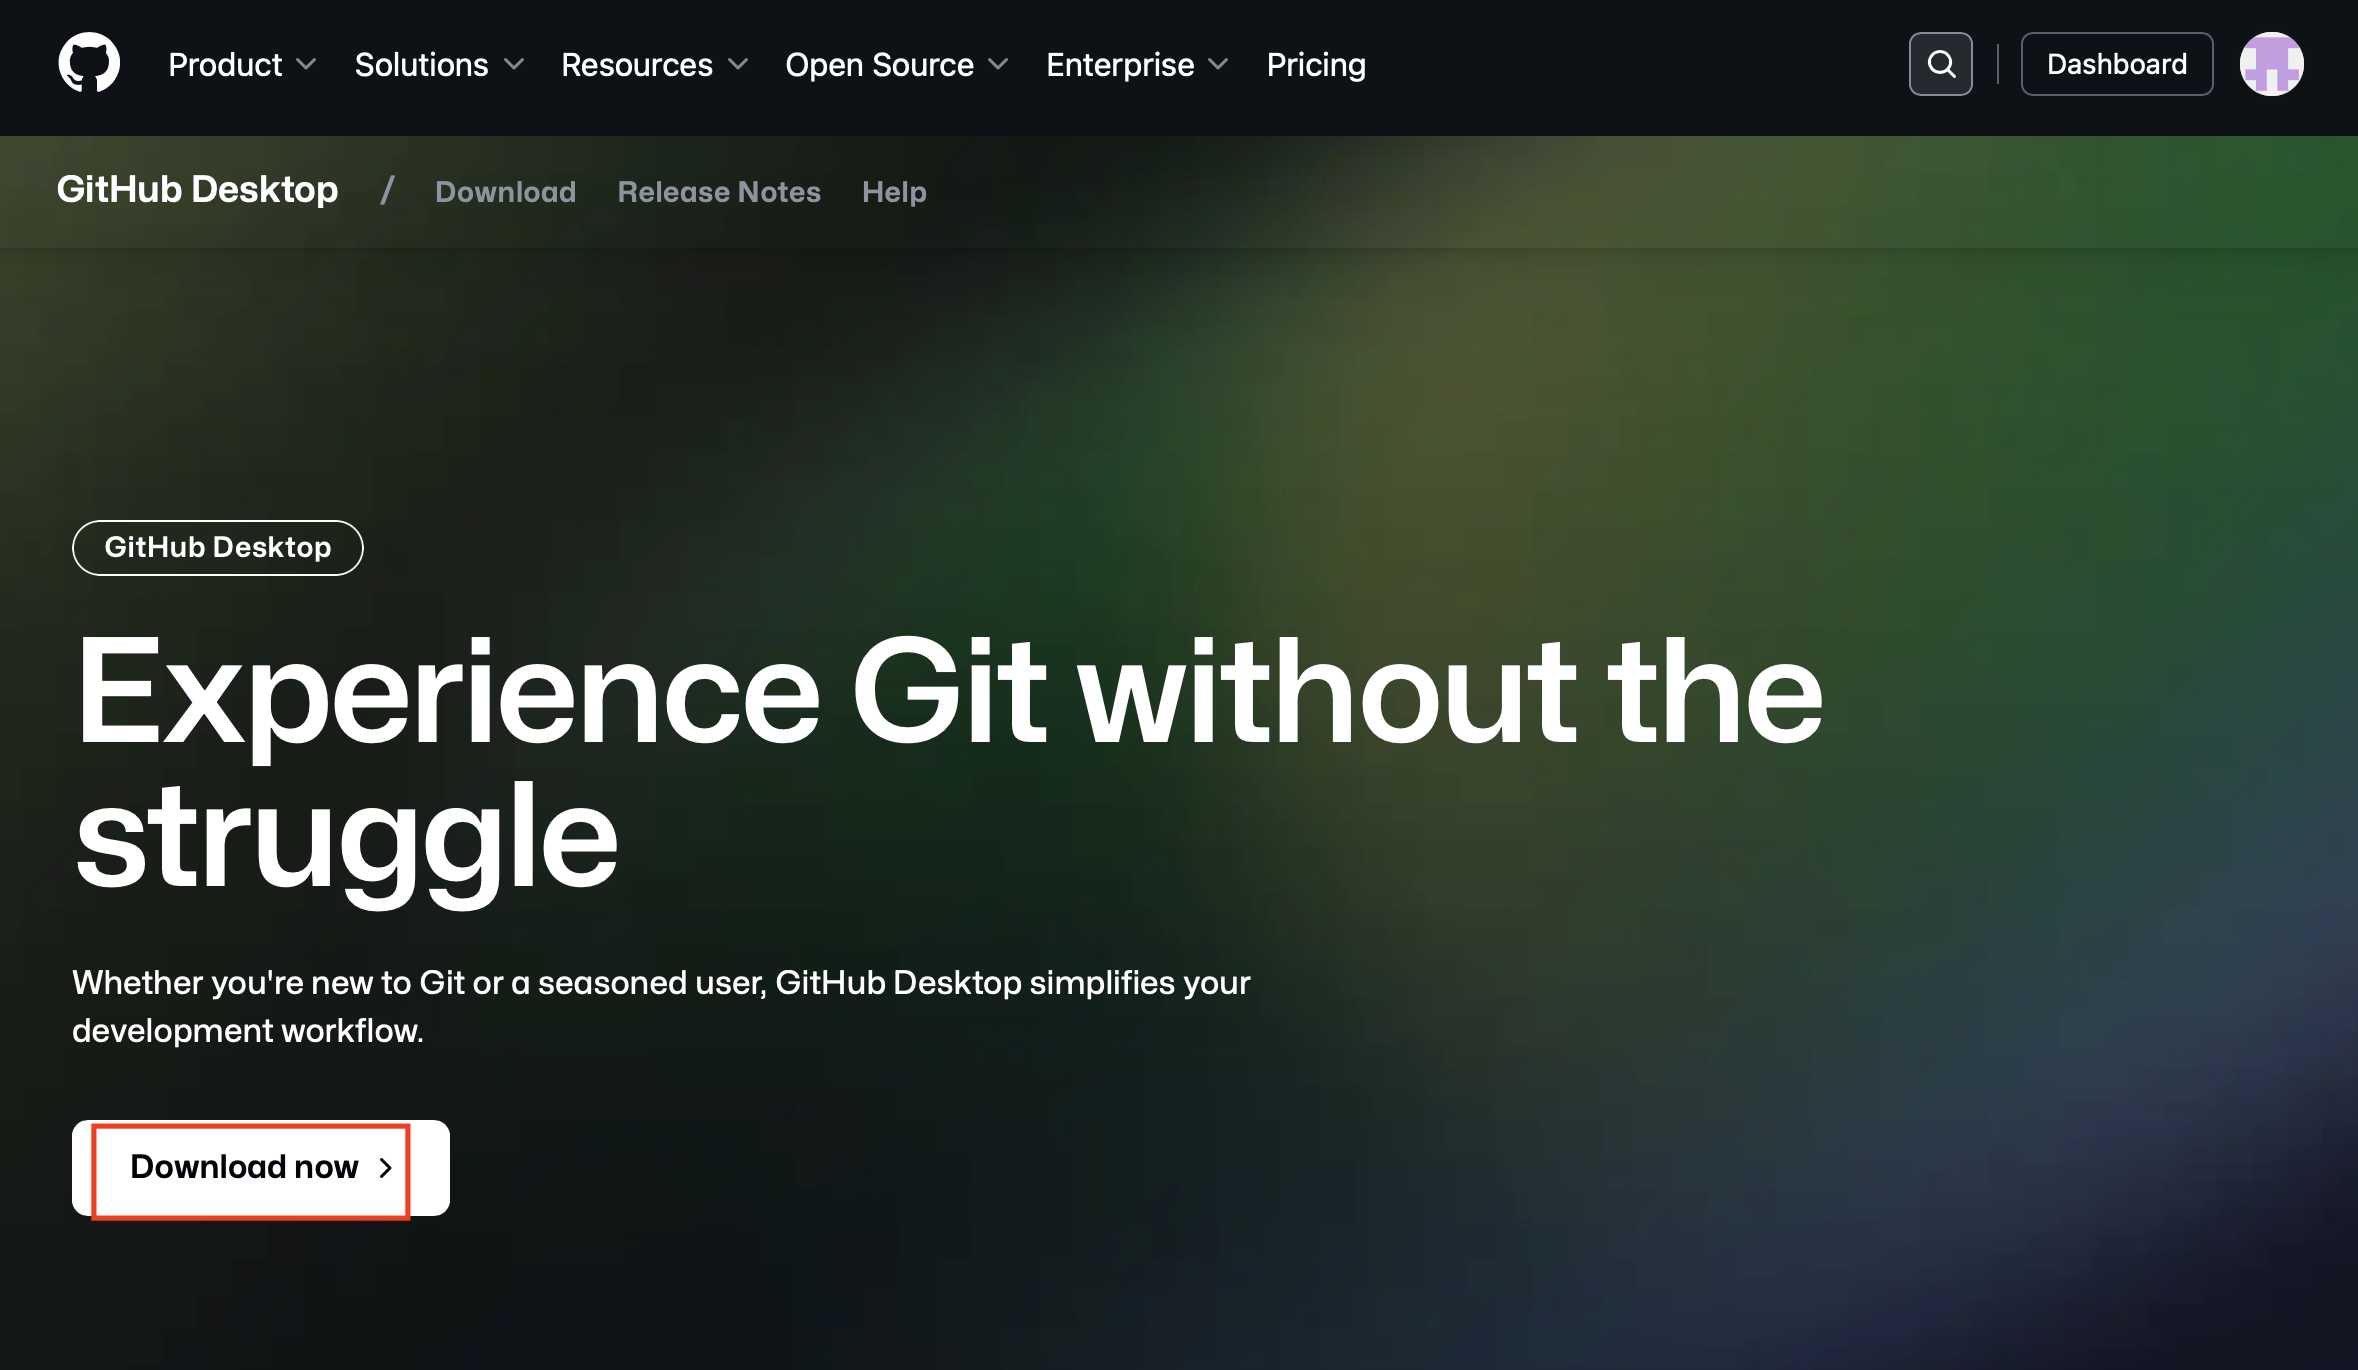 Product
Solutions
Resources
Open Source
Enterprise
Pricing
Dashboard
GitHub Desktop / Download Release Notes Help
GitHub Desktop
Experience Git without the
struggle
Whether you're new to Git or a seasoned user, GitHub Desktop simplifies your
development workflow.
Download now